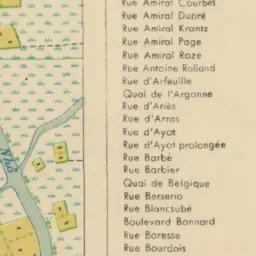 Rue Amiral Courbet
Rue Amiral Dupré
Rue Amiral Krantz
Rue Amiral Page
Rue Amiral Roze
Rue Antoine Rolland
Rue d'Arfeuille
Quai de l'Argonne
Rue d'Ariès
Rue d'Arras
Rue d'Ayot
Rue d'Ayot prolongée
Rue Barbé
Rue Barbier
Quai de Belgique
Rue Berserio
Rue Blancsubé
Boulevard Bonnard
Rue Boresse
Rue Bourdais
Nhô